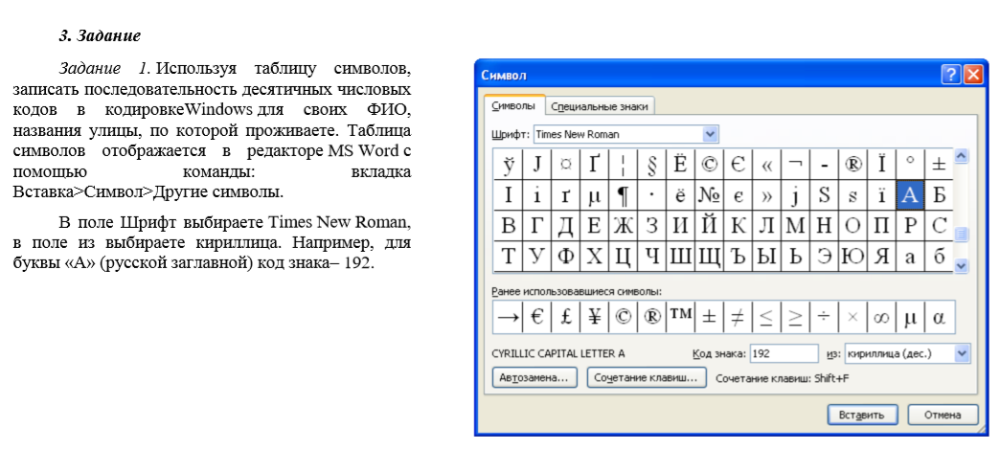 3. Задание
Задание 1. Используя таблицу символов,
записать последовательность десятичных числовых
кодов в кодировкеWindows для своих ФИО,
названия улицы, по которой проживаете. Таблица
символов отображается в редакторе MS Word с
помощью команды: вкладка
Вставка>Символ>Другие символы.
В поле Шрифт выбираете Times New Roman,
в поле из выбираете кириллица. Например, для
буквы «А» (русской заглавной) код знака– 192.
Символ
Символы Специальные знаки
Шрифт: Times New Roman
ў Ј ¤ Ґ ¦ § Ё © Є « ¬ - ® Ї ° ±
І і ґ µ ¶ · ё № є » ј Ѕ ѕ ї А Б
В Г Д Е Ж З И Й К Л М Н О П Р С
Т У Ф Х Ц Ч Ш Щ Ъ Ы Ь Э Ю Я а б
Ранее использовавшиеся символы:
→ € £ ¥ © ® ™ ± ≠ ≤ ≥ ÷ × ∞ µ α
CYRILLIC CAPITAL LETTER A Код знака: 192 из: кириллица (дес.)
Автозамена... Сочетание клавиш... Сочетание клавиш: Shift+F
Вставить Отмена